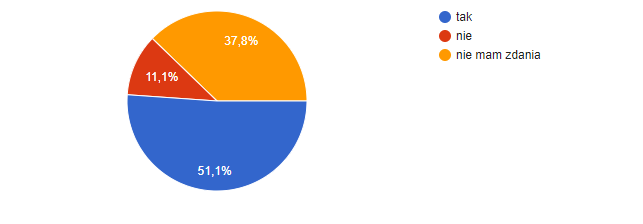 37,8%
11,1%
51,1%
tak
nie
nie mam zdania